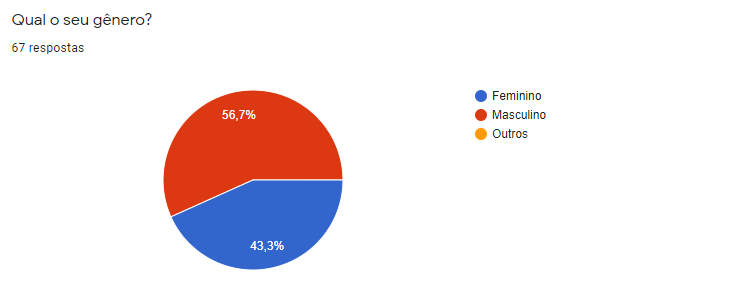 Qual o seu gênero?
67 respostas
56,7%
43,3%
Feminino
Masculino
Outros